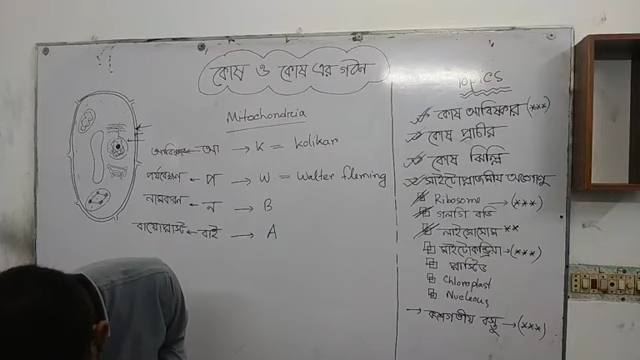 কোষ ও কোষ এর গঠন
Mitochondria
আবিষ্কার ← আ → K = kolikar
পর্যবেক্ষণ ← প → W = Walter fleming
নামকরণ ← ন → B
বায়োপ্লাস্ট ← বাই → A
Topics
কোষ আবিষ্কার (***)
কোষ প্রাচীর
কোষ ঝিল্লি
সাইটোপ্লাজমীয় অঙ্গাণু
Ribosome → (***)
গলগি বডি
লাইসোসোম **
মাইটোকন্ড্রিয়া → (***)
প্লাস্টিড
Chloroplast
Nucleous
→ বস্তু → (***)